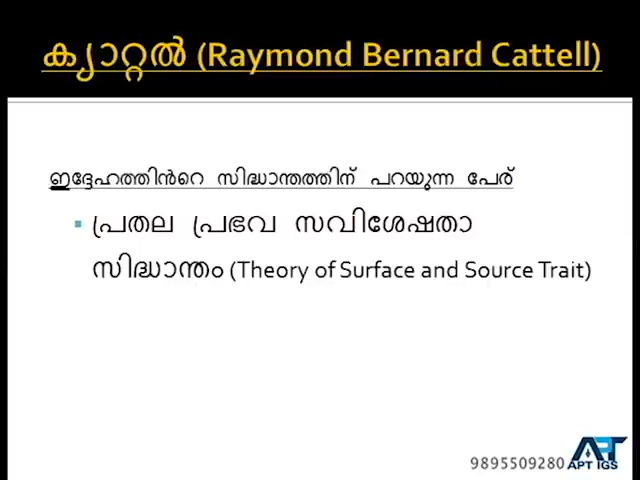 ക്യാറ്റൽ (Raymond Bernard Cattell)
ഇദ്ദേഹത്തിൻറെ സിദ്ധാന്തത്തിന് പറയുന്ന പേര്
പ്രതല പ്രഭവ സവിശേഷതാ
സിദ്ധാന്തം (Theory of Surface and Source Trait)
9895509280
APT
APT IGS